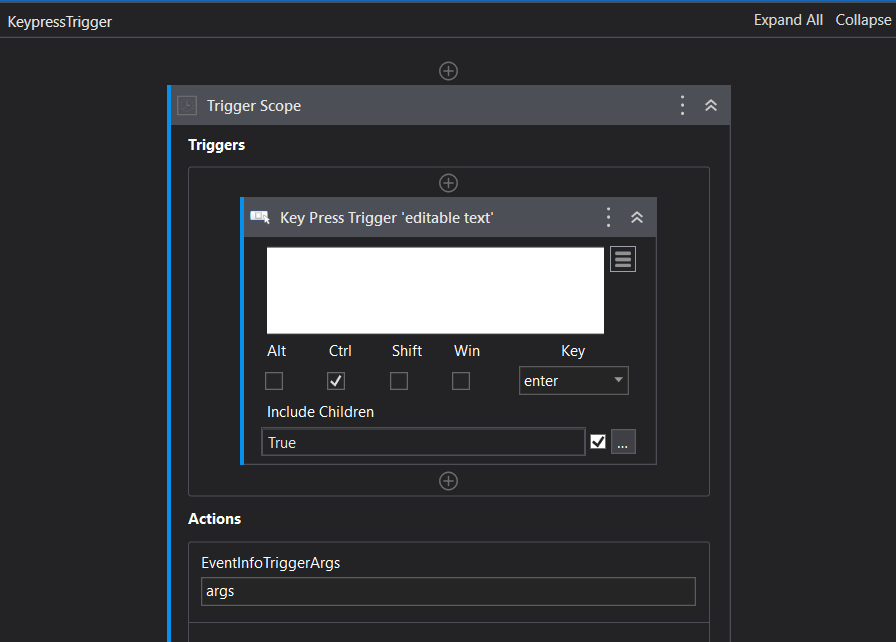 KeypressTrigger
Expand All Collapse
Trigger Scope
Triggers
Key Press Trigger 'editable text'
Alt Ctrl Shift Win Key
enter
Include Children
True
...
Actions
EventInfoTriggerArgs
args